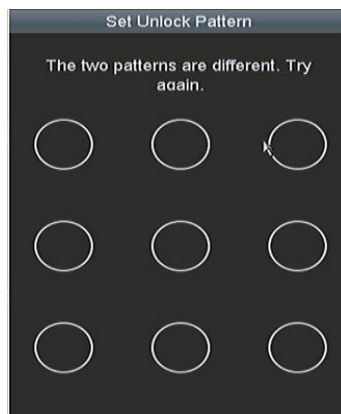 Set Unlock Pattern
The two patterns are different. Try
again.